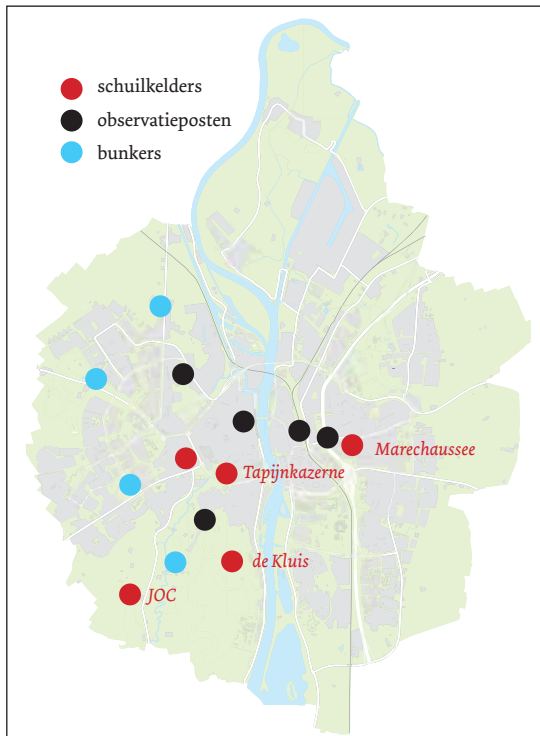 schuilkelders
observatieposten
bunkers
Marechaussee
Tapijnkazerne
de Kluis
JOC